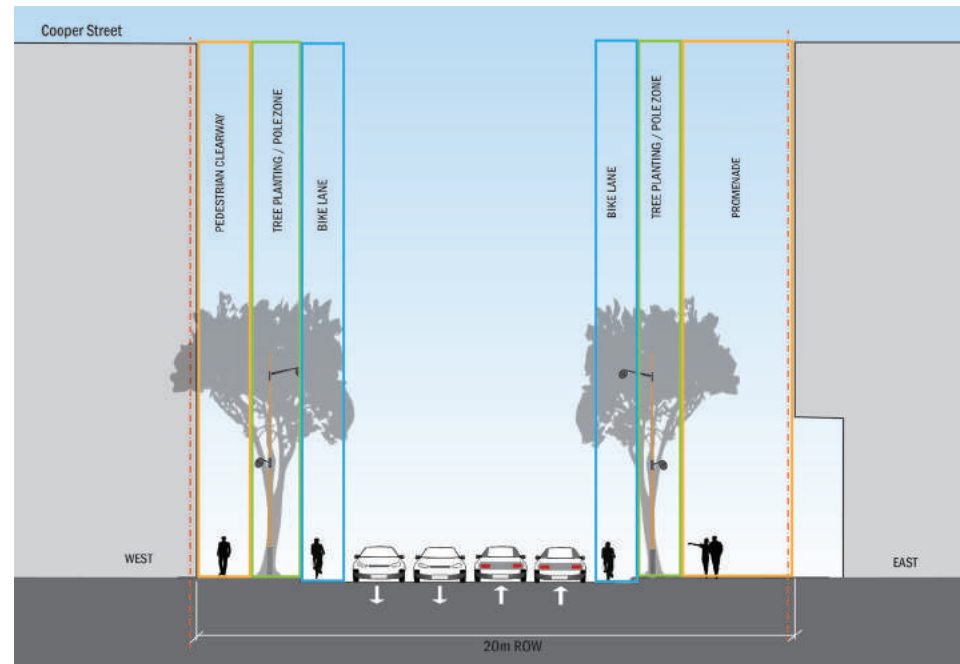 Cooper Street
PEDESTRIAN CLEARWAY
TREE PLANTING / POLE ZONE
BIKE LANE
BIKE LANE
TREE PLANTING / POLE ZONE
PROMENADE
WEST
EAST
20m ROW